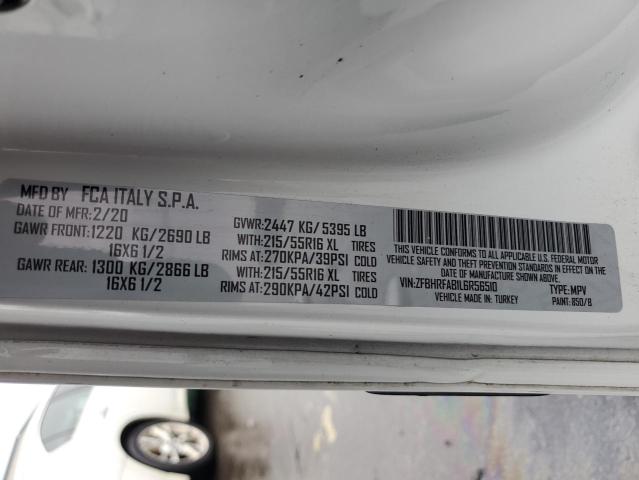 MFD BY FCA ITALY S.P.A.
DATE OF MFR: 2/20
GAWR FRONT: 1220 KG/2690 LB
16X6 1/2
GAWR REAR: 1300 KG/2866 LB
16X6 1/2
GVWR:2447 KG/5395 LB
WITH:215/55R16 XL TIRES
RIMS AT:270KPA/39PSI COLD
WITH:215/55R16 XL TIRES
RIMS AT:290KPA/42PSI COLD
THIS VEHICLE CONFORMS TO ALL APPLICABLE U.S. FEDERAL MOTOR
VEHICLE SAFETY AND THEFT PREVENTION STANDARDS IN EFFECT ON THE
DATE OF MANUFACTURE SHOWN ABOVE.
VIN:ZFBHRFAB1L6R56510 TYPE: MPV
VEHICLE MADE IN: TURKEY PAINT: 850/B